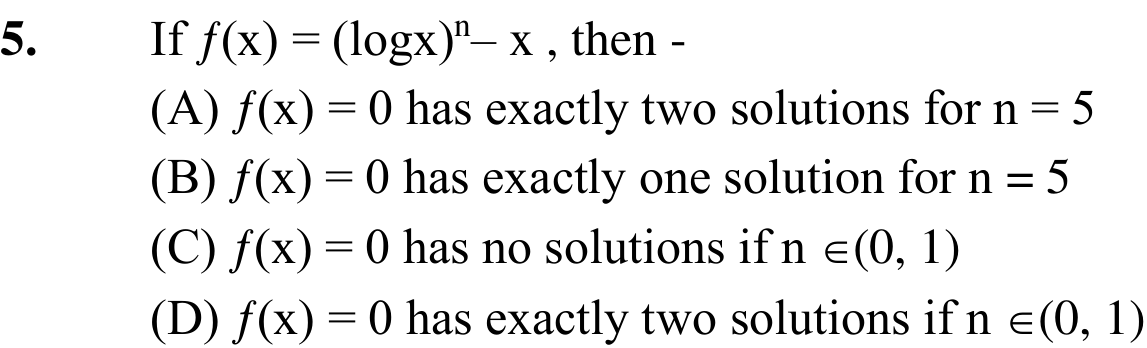 5. If f(x) = (logx)ⁿ– x , then -
(A) f(x) = 0 has exactly two solutions for n = 5
(B) f(x) = 0 has exactly one solution for n = 5
(C) f(x) = 0 has no solutions if n ∈(0, 1)
(D) f(x) = 0 has exactly two solutions if n ∈(0, 1)